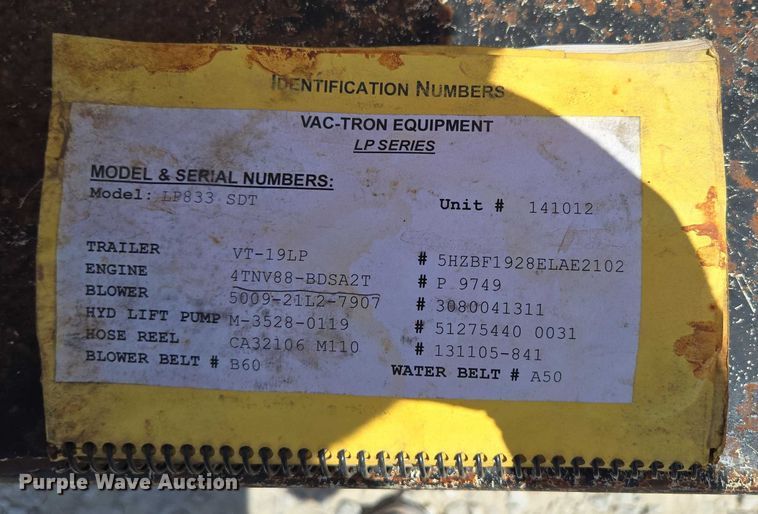 IDENTIFICATION NUMBERS
VAC-TRON EQUIPMENT
LP SERIES
MODEL & SERIAL NUMBERS:
Model: LP833 SDT Unit # 141012
TRAILER VT-19LP # 5HZBF1928ELAE2102
ENGINE 4TNV88-BDSA2T # P 9749
BLOWER 5009-21L2-7907 # 3080041311
HYD LIFT PUMP M-3528-0119 # 51275440 0031
HOSE REEL CA32106 M110 # 131105-841
BLOWER BELT # B60 WATER BELT # A50
Purple Wave Auction®